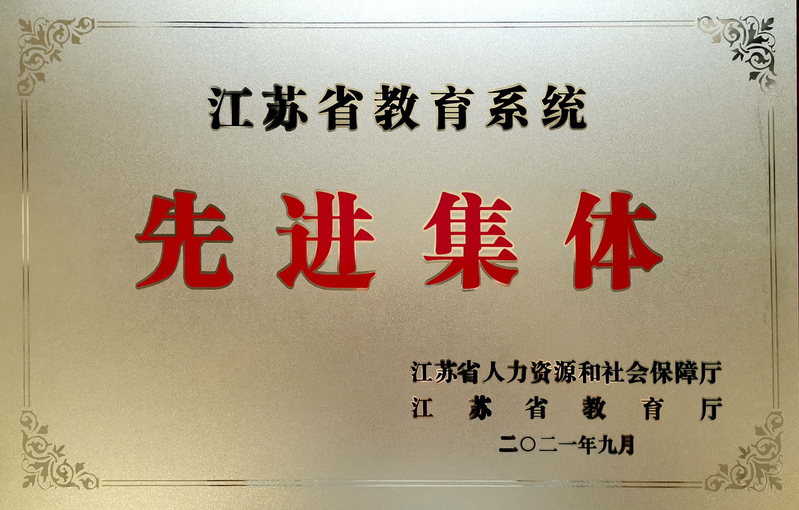 江苏省教育系统
先进集体
江苏省人力资源和社会保障厅
江苏省教育厅
二〇二一年九月